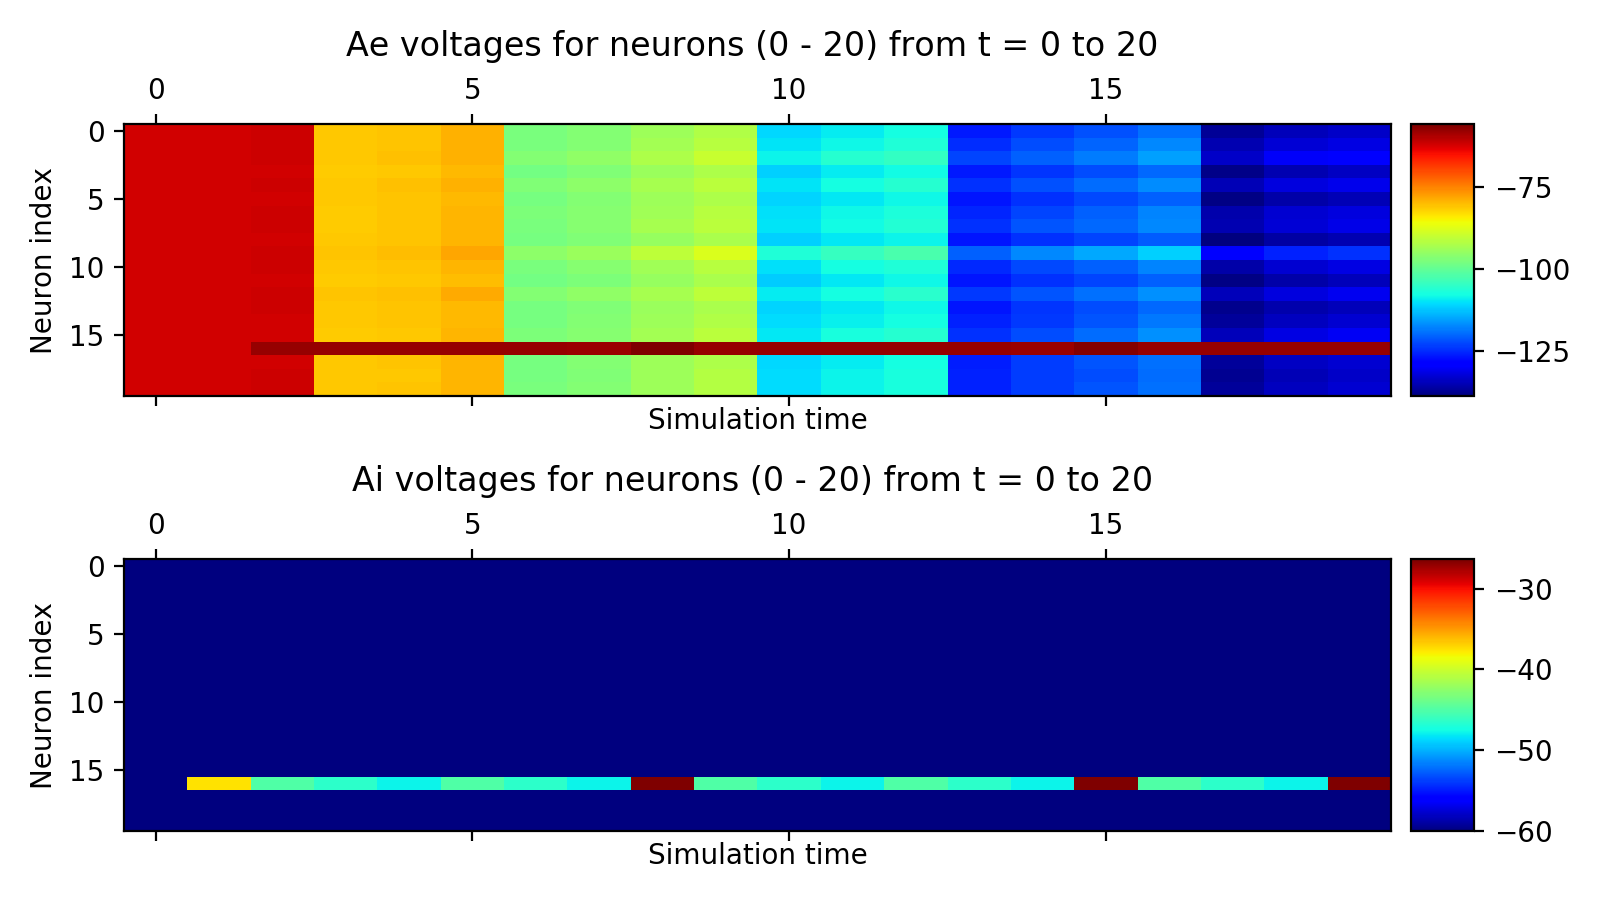 Ae voltages for neurons (0 - 20) from t = 0 to 20
0 5 10 15
Neuron index
0
5
10
15
Simulation time
−75
−100
−125
Ai voltages for neurons (0 - 20) from t = 0 to 20
0 5 10 15
Neuron index
0
5
10
15
Simulation time
−30
−40
−50
−60